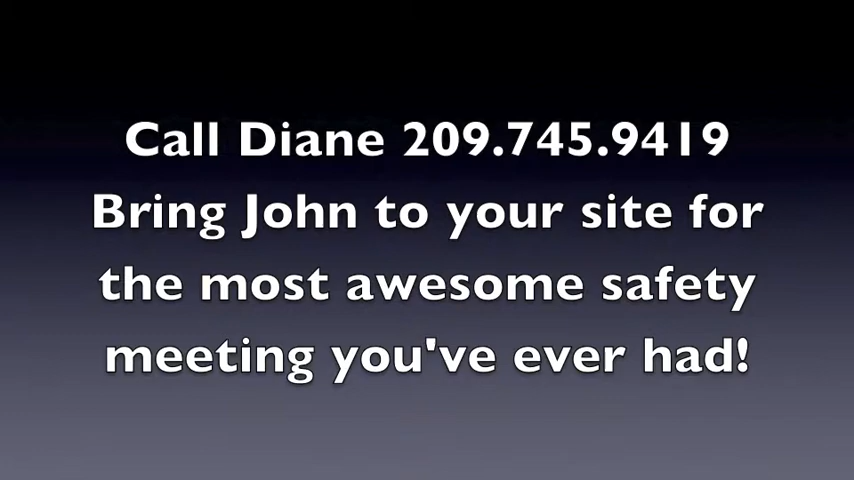 Call Diane 209.745.9419
Bring John to your site for
the most awesome safety
meeting you've ever had!